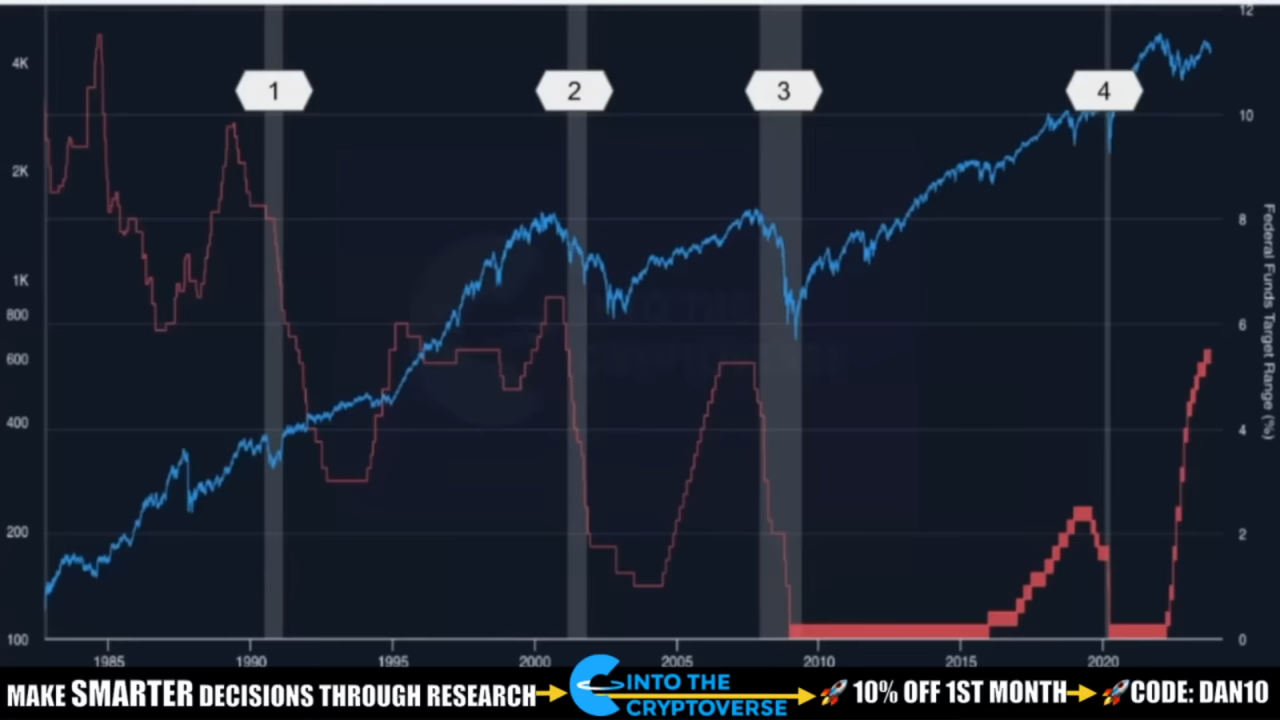 12
4K
1
2
3
4
10
2K
8
1K
800
6
600
400
4
200
2
100
0
Federal Funds Target Range (%)
1985
1990
1995
2000
2005
2010
2015
2020
MAKE SMARTER DECISIONS THROUGH RESEARCH
INTO THE
CRYPTOVERSE
10% OFF 1ST MONTH
CODE: DAN10